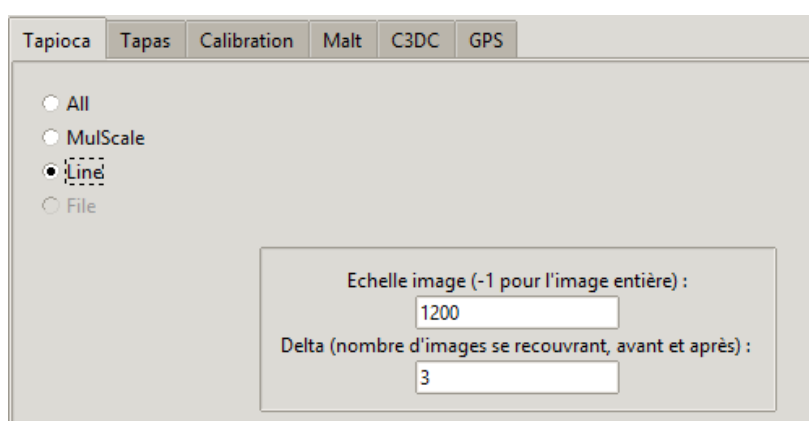 Tapioca Tapas Calibration Malt C3DC GPS
All
MulScale
Line
File
Echelle image (-1 pour l'image entière) :
1200
Delta (nombre d'images se recouvrant, avant et après) :
3